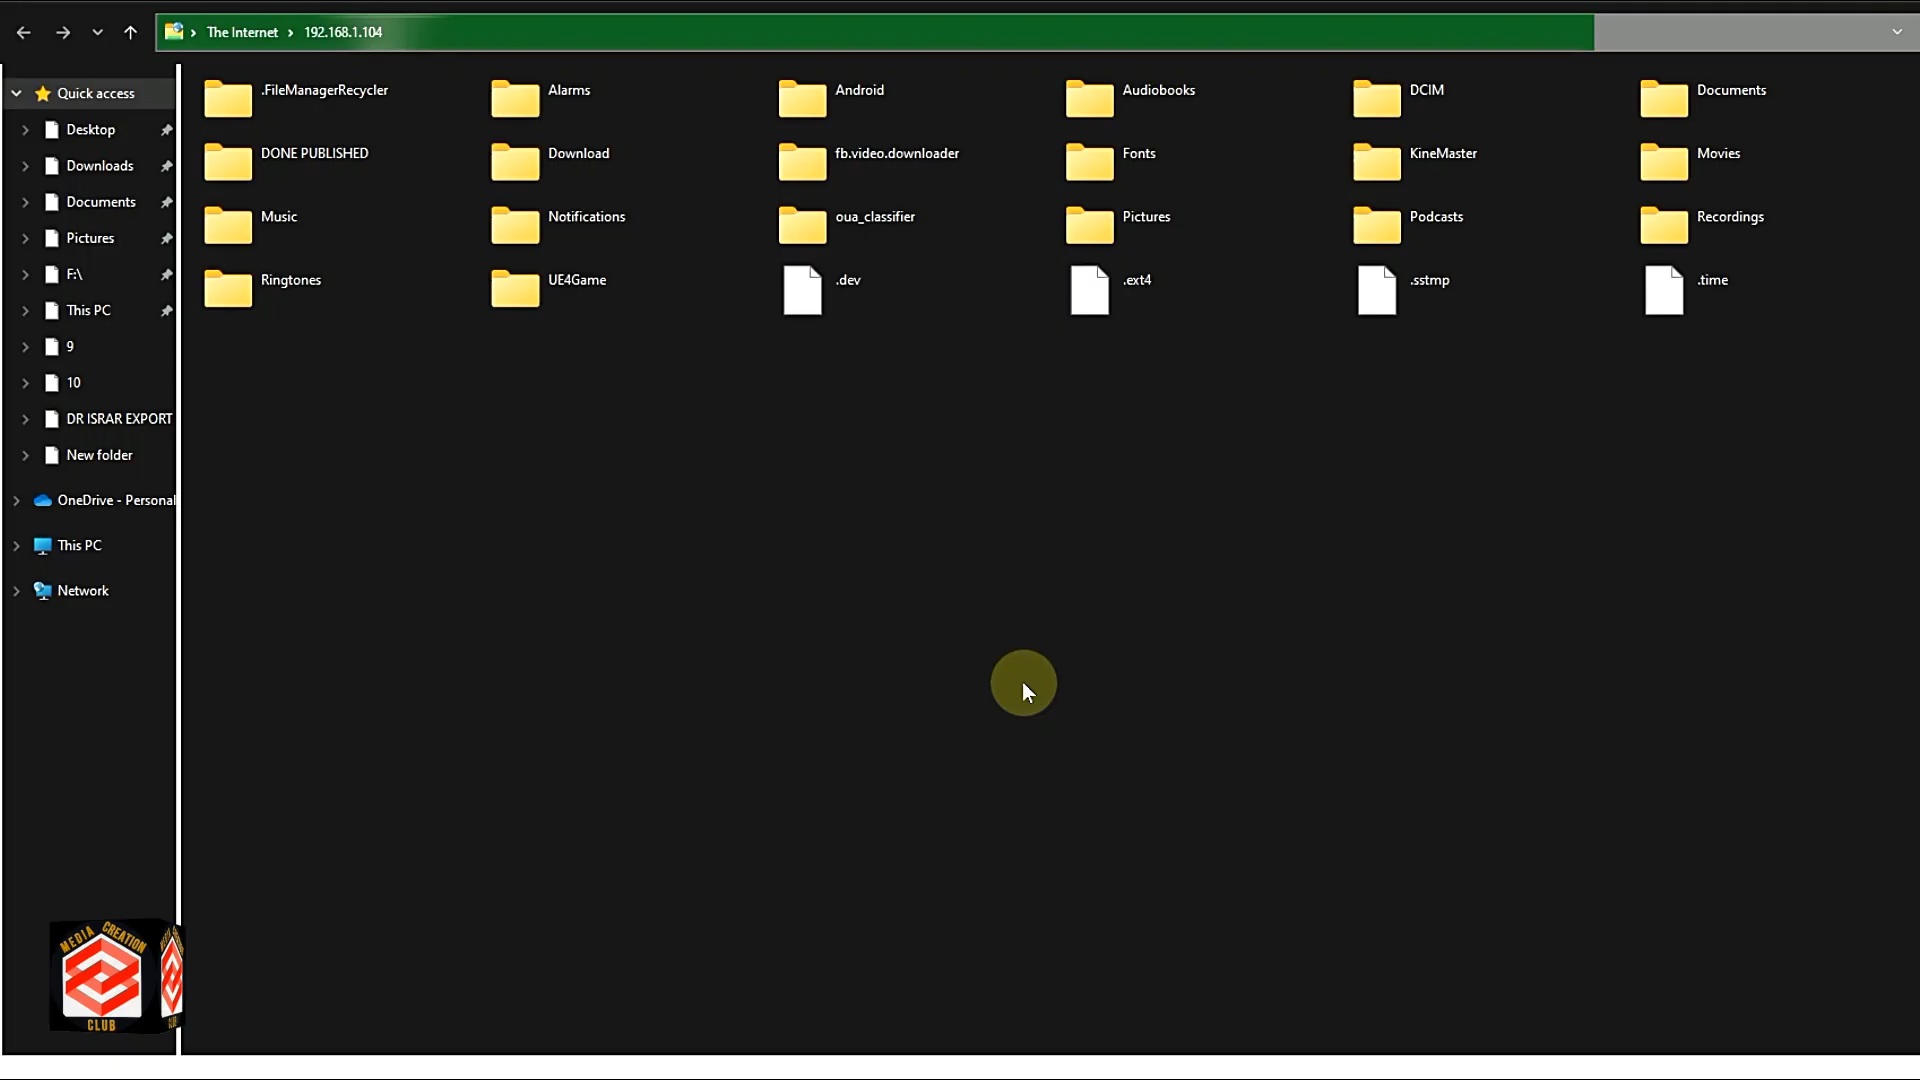 The Internet
192.168.1.104
Quick access
Desktop
Downloads
Documents
Pictures
F:\
This PC
9
10
DR ISRAR EXPORT
New folder
OneDrive - Personal
This PC
Network
.FileManagerRecycler
Alarms
Android
Audiobooks
DCIM
Documents
DONE PUBLISHED
Download
fb.video.downloader
Fonts
KineMaster
Movies
Music
Notifications
oua_classifier
Pictures
Podcasts
Recordings
Ringtones
UE4Game
.dev
.ext4
.sstmp
.time
MEDIA CREATION
CLUB